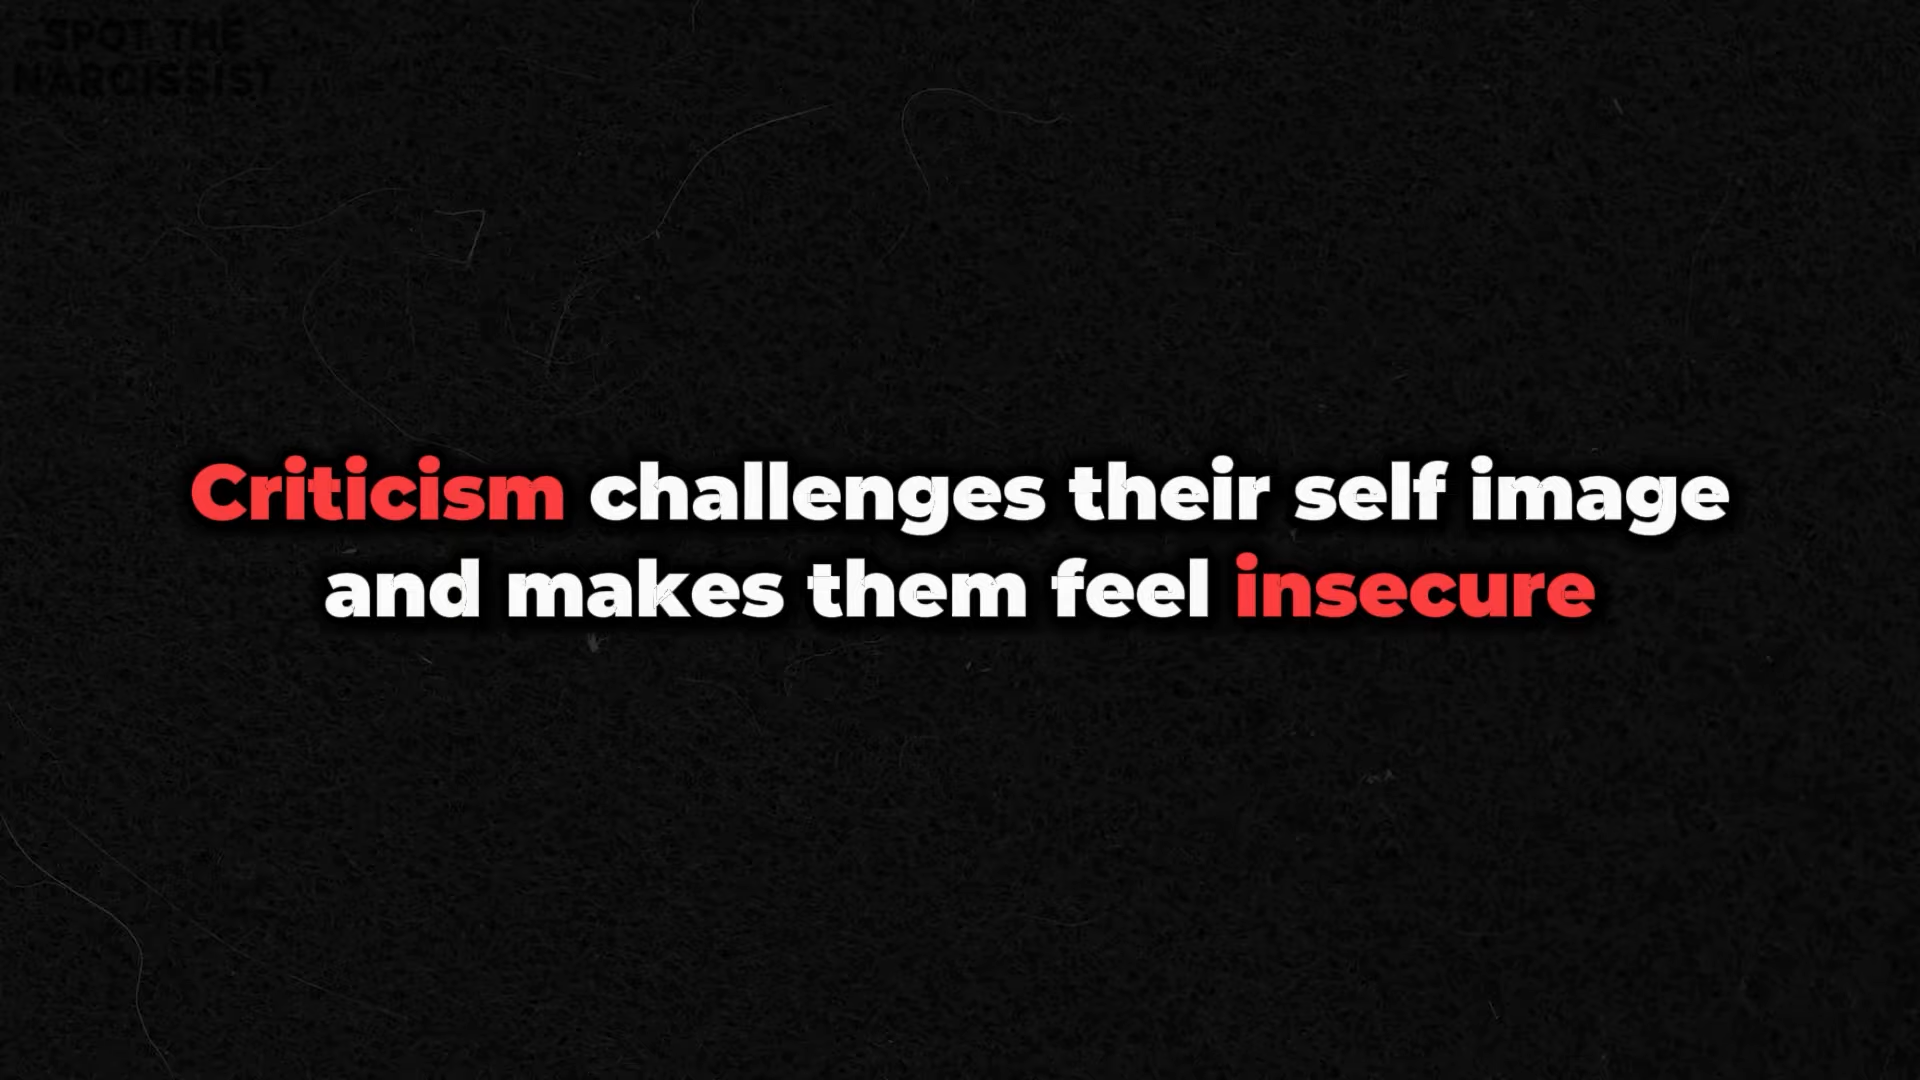 SPOT THE
NARCISSIST
Criticism challenges their self image
and makes them feel insecure